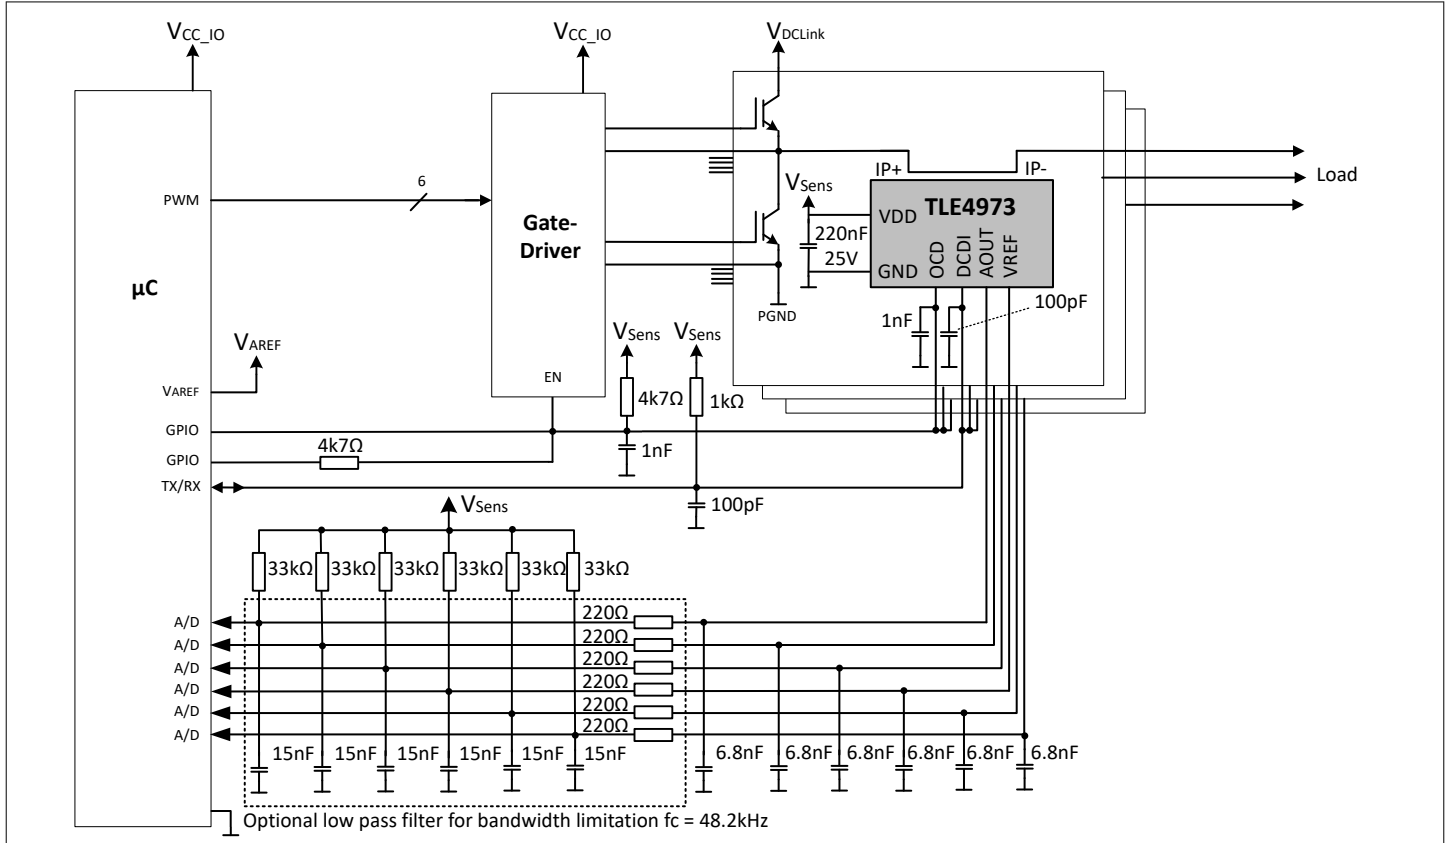 VCC_IO VCC_IO VDCLink
6
PWM
Gate-
Driver
µC
IP+ IP-
Load
VSens
TLE4973
VDD
220nF
25V
GND
OCD
DCDI
AOUT
VREF
1nF
100pF
PGND
VAREF
VSens VSens
EN
VAREF
4k7Ω 1kΩ
GPIO
4k7Ω
GPIO
1nF
TX/RX
100pF
VSens
33kΩ 33kΩ 33kΩ 33kΩ 33kΩ 33kΩ
A/D 220Ω
A/D 220Ω
A/D 220Ω
A/D 220Ω
A/D 220Ω
A/D 220Ω
15nF 15nF 15nF 15nF 15nF 6.8nF 6.8nF 6.8nF 6.8nF 6.8nF 6.8nF
Optional low pass filter for bandwidth limitation fc = 48.2kHz